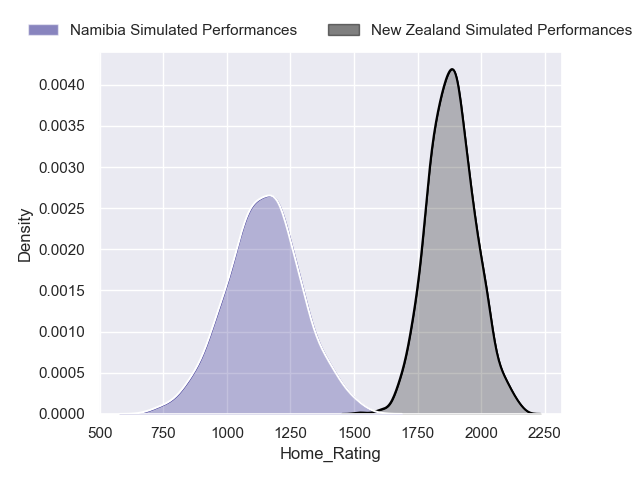 Namibia Simulated Performances
New Zealand Simulated Performances
0.0040
0.0035
0.0030
0.0025
0.0020
0.0015
0.0010
0.0005
0.0000
Density
500 750 1000 1250 1500 1750 2000 2250
Home_Rating